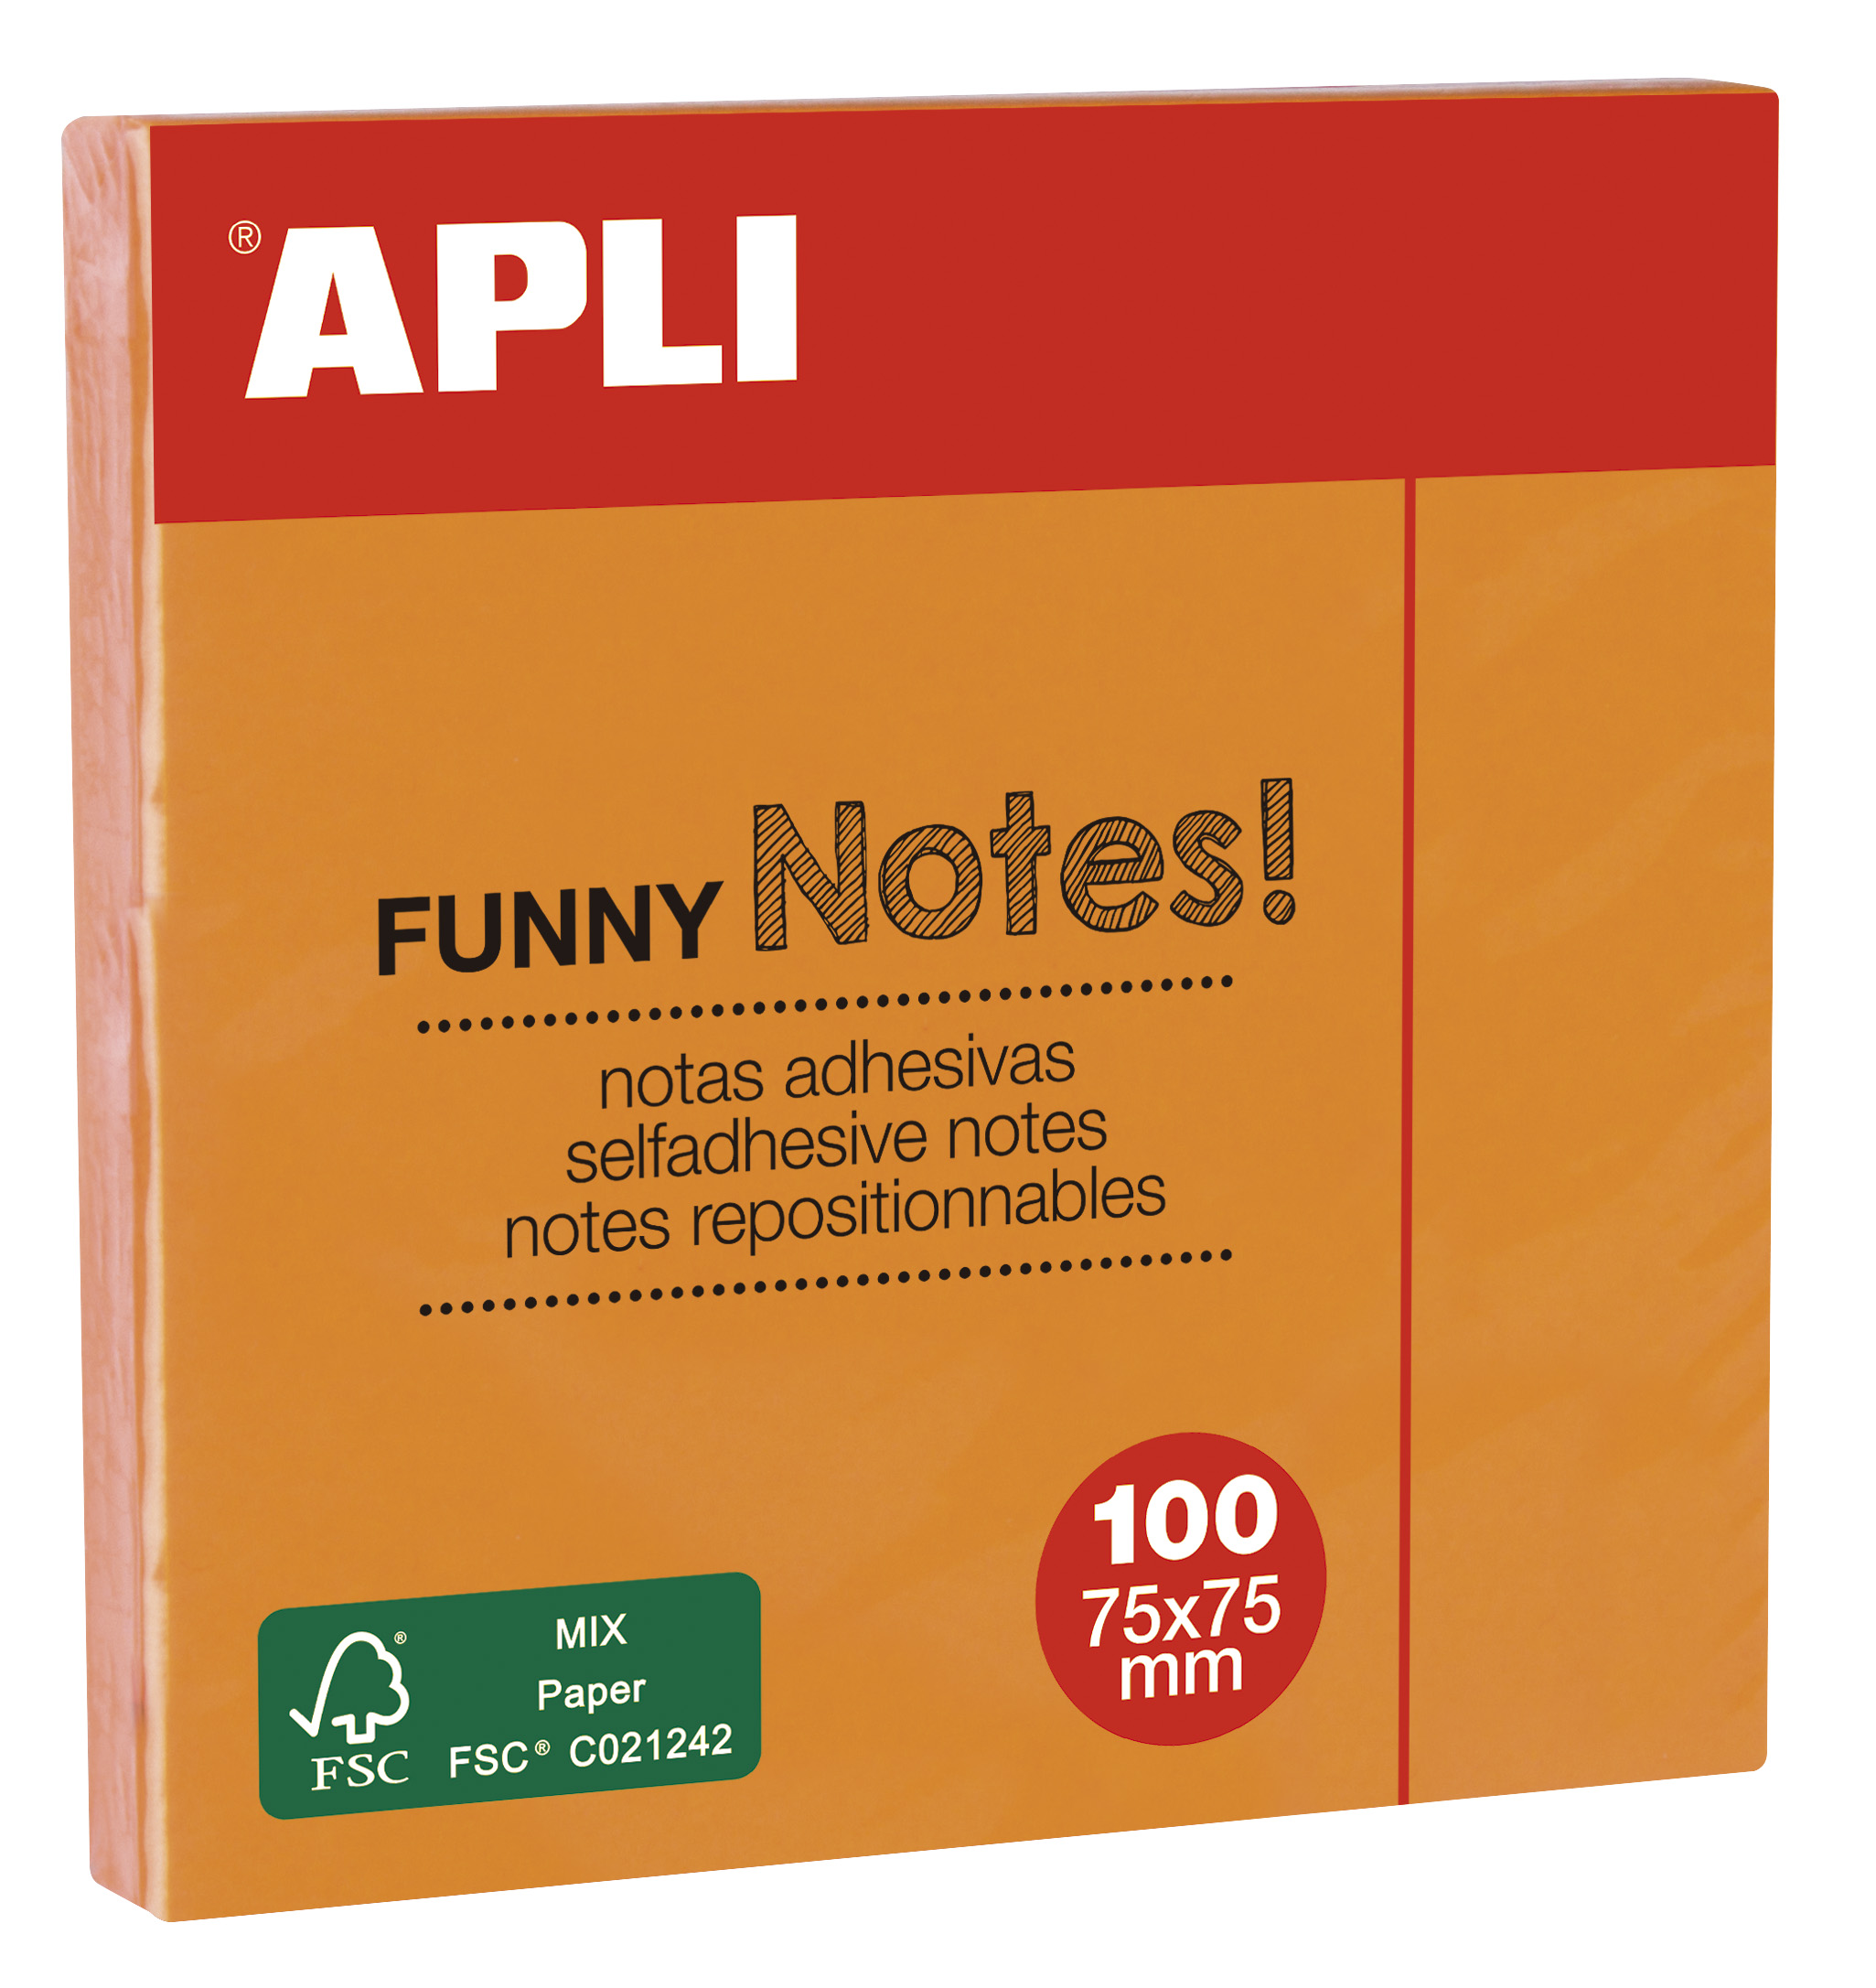 ® APLI
FUNNY Notes!
notas adhesivas
selfadhesive notes
notes repositionnables
100
75x75
mm
®
FSC
MIX
Paper
FSC® C021242